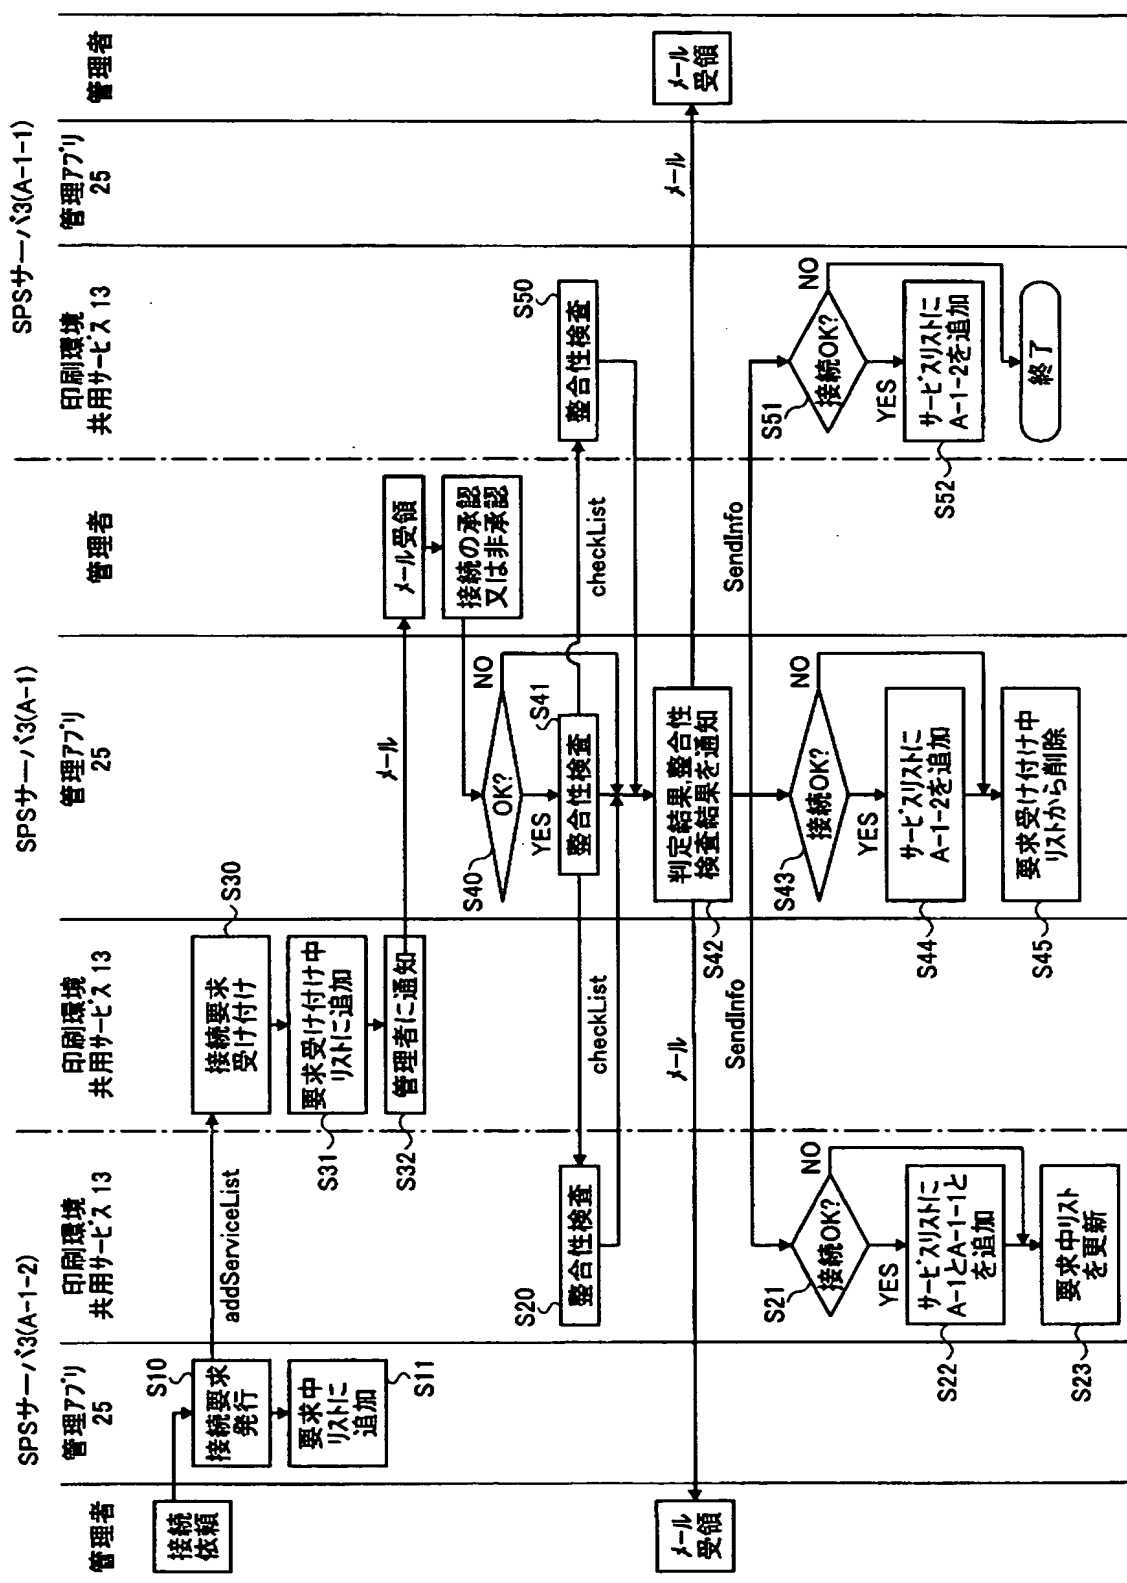 SPSサーバ3(A-1-2)
SPSサーバ3(A-1)
SPSサーバ3(A-1-1)
管理者
管理アプリ
25
印刷環境
共用サービス 13
印刷環境
共用サービス 13
管理アプリ
25
管理者
印刷環境
共用サービス 13
管理アプリ
25
管理者
接続
依頼
S10
接続要求
発行
addServiceList
S30
接続要求
受け付け
要求中
リストに
追加
S11
要求受け付け中
リストに追加
S31
管理者に通知
S32
メール
メール受領
接続の承認
又は非承認
OK?
S40
NO
YES
S41
整合性検査
S20
整合性検査
checkList
checkList
整合性検査
S50
メール
受領
メール
判定結果,整合性
検査結果を通知
S42
メール
メール
受領
SendInfo
SendInfo
接続OK?
S21
NO
YES
サービスリストに
A-1とA-1-1と
を追加
S22
要求中リスト
を更新
S23
接続OK?
S43
NO
YES
サービスリストに
A-1-2を追加
S44
要求受け付け中
リストから削除
S45
接続OK?
S51
NO
YES
サービスリストに
A-1-2を追加
S52
終了